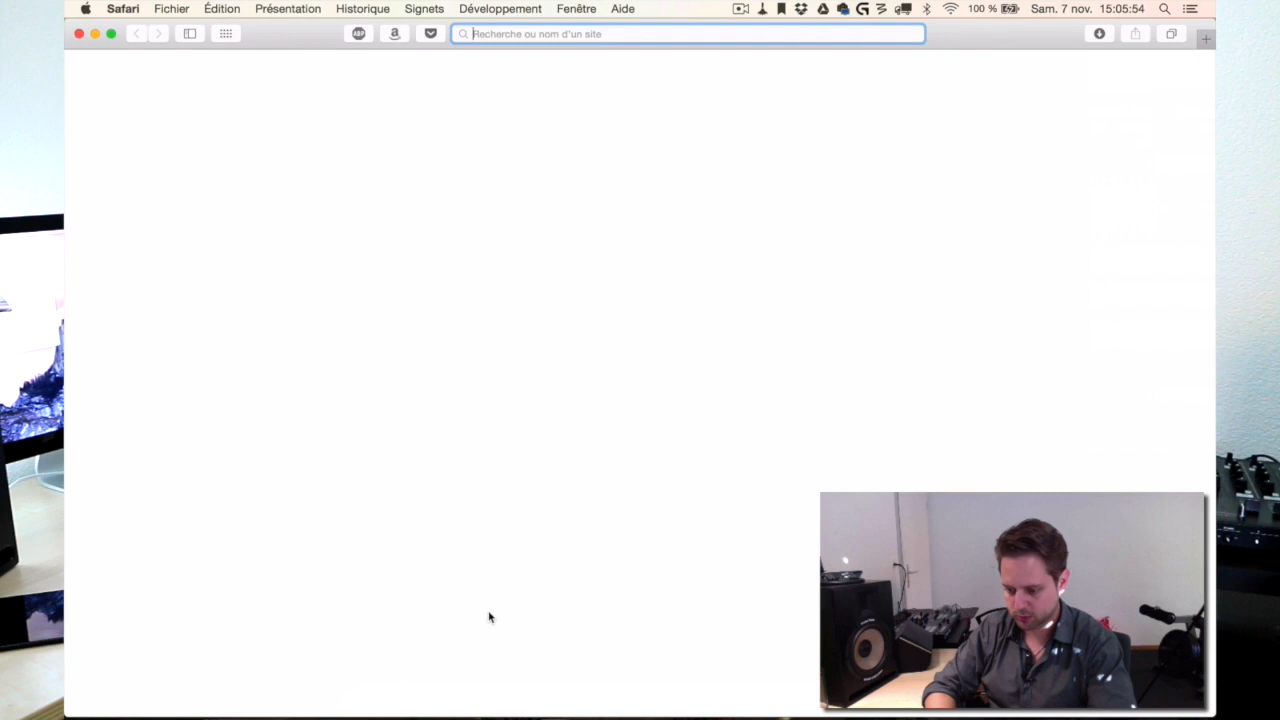 Safari Fichier Édition Présentation Historique Signets Développement Fenêtre Aide 100 % Sam. 7 nov. 15:05:54
ABP a Recherche ou nom d'un site